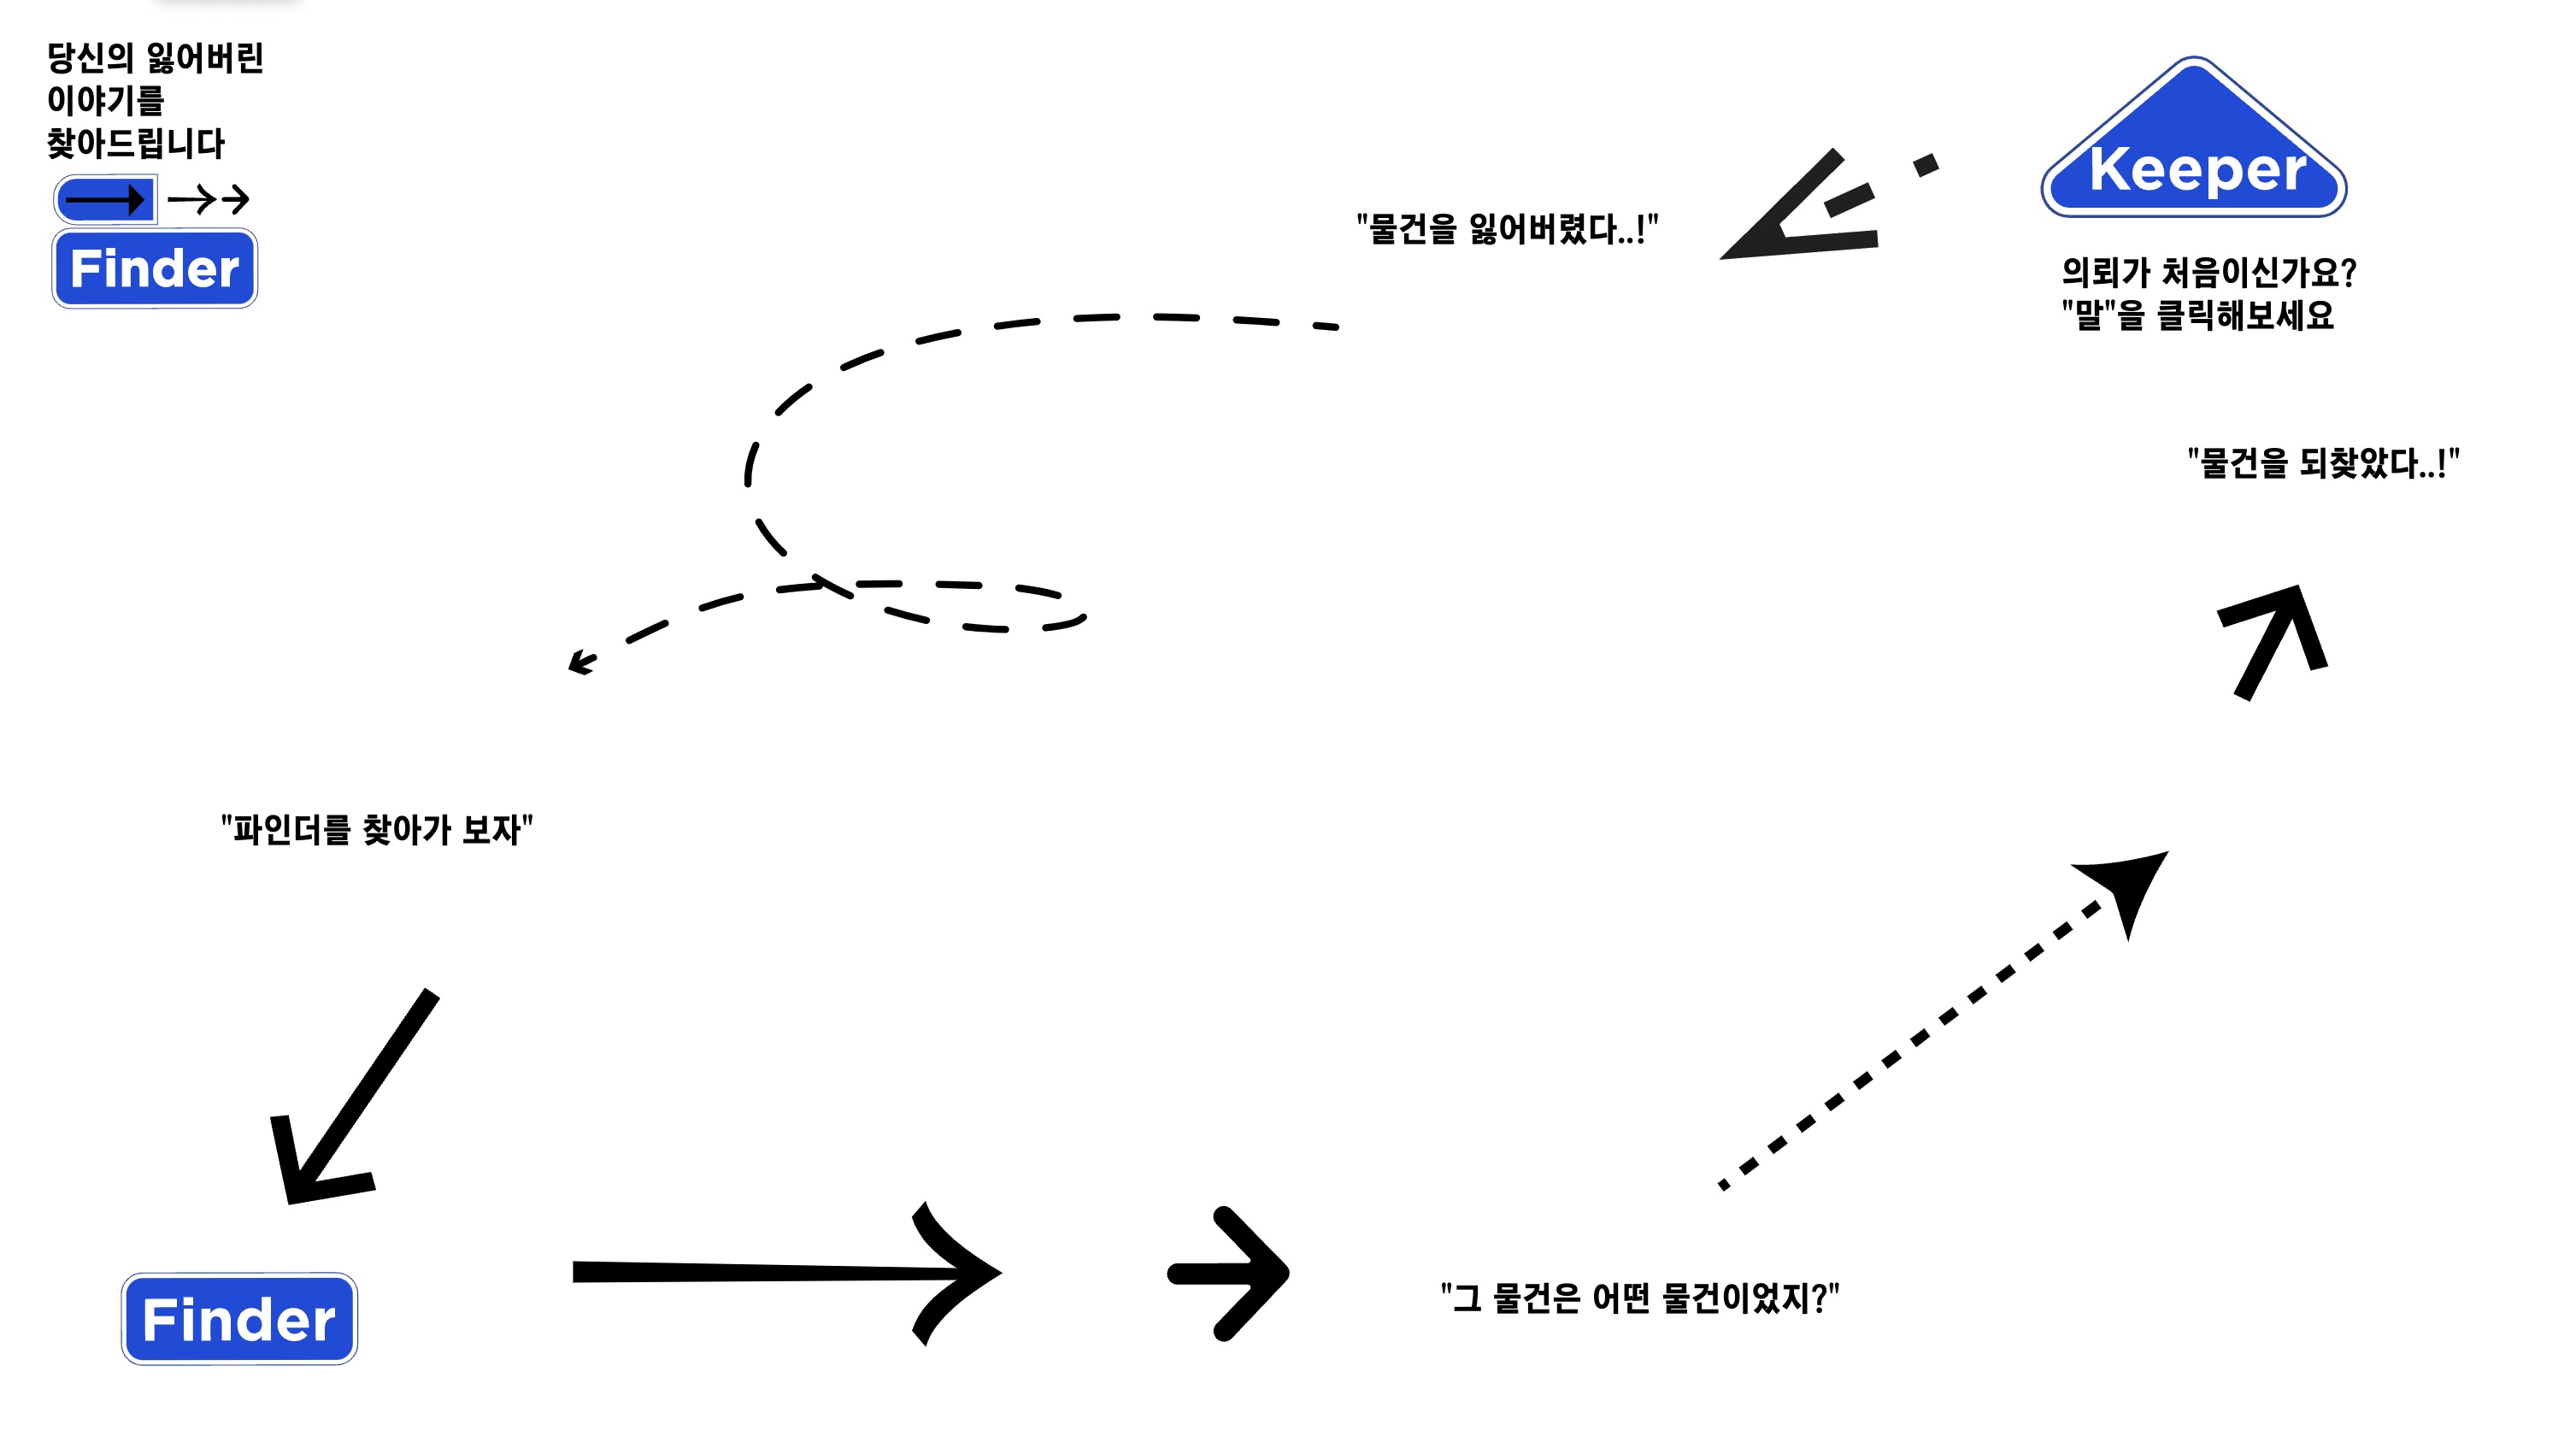 당신의 잃어버린
이야기를
찾아드립니다
Finder
Keeper
의뢰가 처음이신가요?
"말"을 클릭해보세요
"물건을 잃어버렸다..!"
"물건을 되찾았다..!"
"파인더를 찾아가 보자"
Finder
"그 물건은 어떤 물건이었지?"